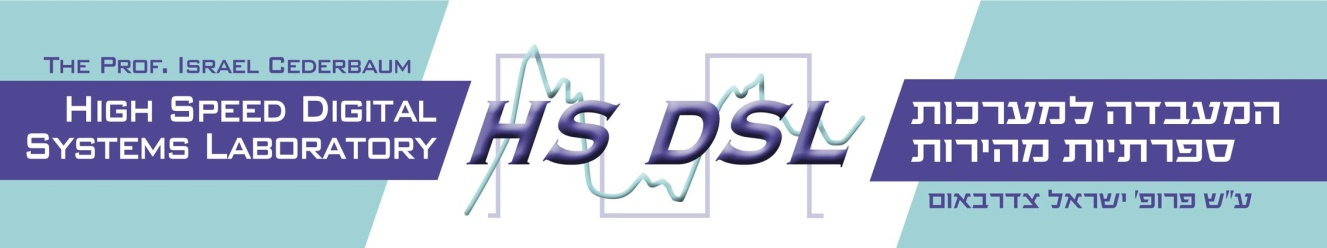 THE PROF. ISRAEL CEDERBAUM
HIGH SPEED DIGITAL
SYSTEMS LABORATORY
HS DSL
המעבדה למערכות
ספרתיות מהירות
ע"ש פרופ' ישראל צדרבאום